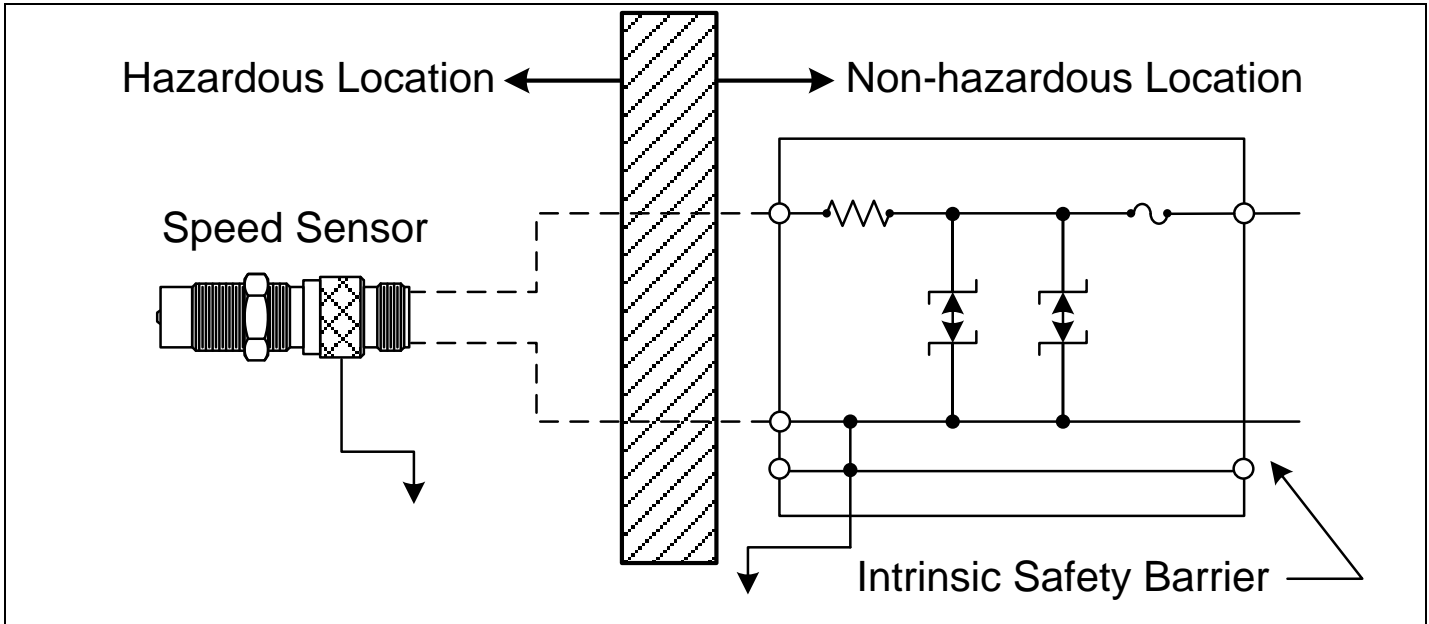 Hazardous Location
Non-hazardous Location
Speed Sensor
Intrinsic Safety Barrier